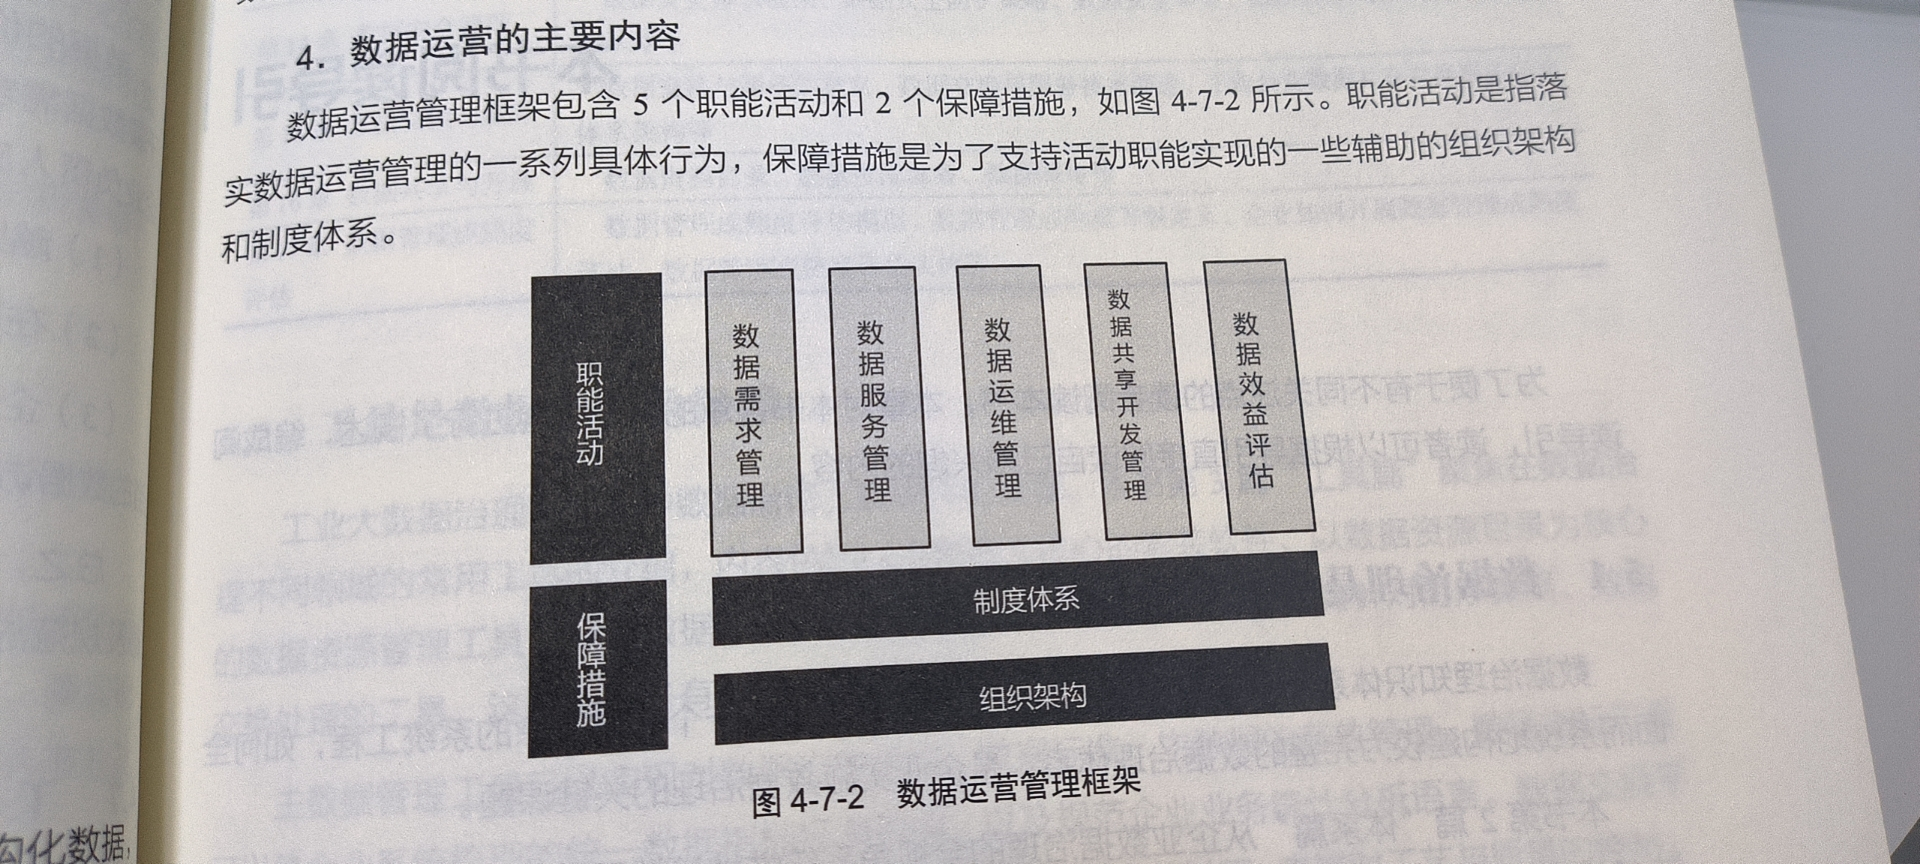 4. 数据运营的主要内容
数据运营管理框架包含 5 个职能活动和 2 个保障措施，如图 4-7-2 所示。职能活动是指落
实数据运营管理的一系列具体行为，保障措施是为了支持活动职能实现的一些辅助的组织架构
和制度体系。
职能活动
数据需求管理
数据服务管理
数据运维管理
数据共享开发管理
数据效益评估
保障措施
制度体系
组织架构
图 4-7-2 数据运营管理框架
构化数据,